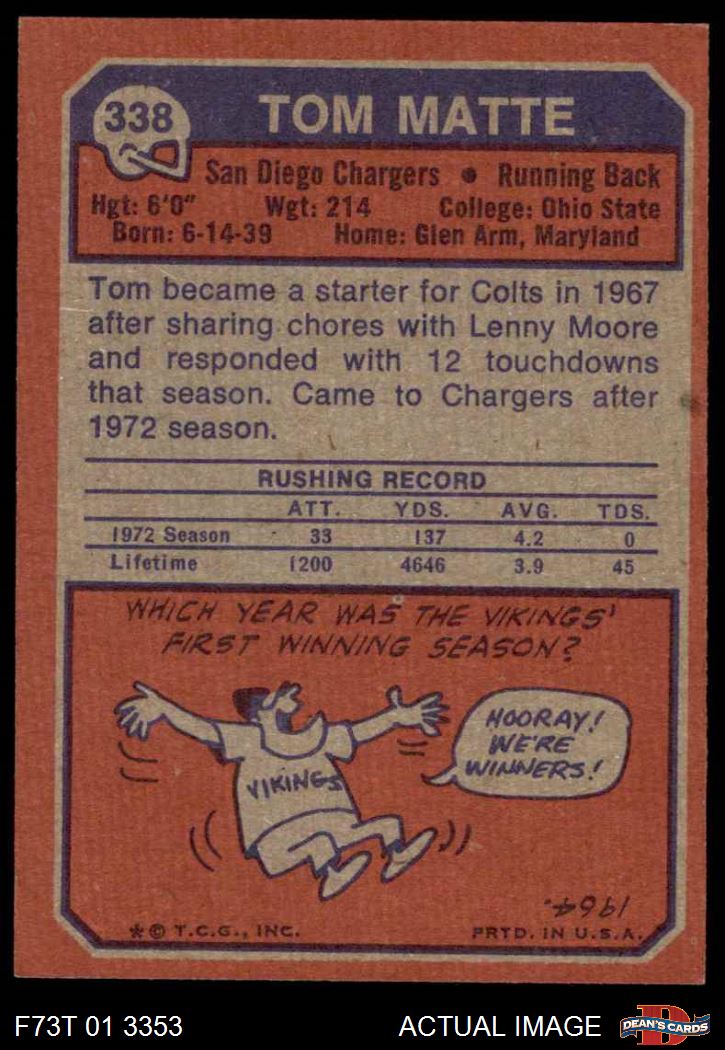 338
TOM MATTE
San Diego Chargers • Running Back
Hgt: 6'0" Wgt: 214 College: Ohio State
Born: 6-14-39 Home: Glen Arm, Maryland
Tom became a starter for Colts in 1967
after sharing chores with Lenny Moore
and responded with 12 touchdowns
that season. Came to Chargers after
1972 season.
RUSHING RECORD
ATT. YDS. AVG. TDS.
1972 Season 33 137 4.2 0
Lifetime 1200 4646 3.9 45
WHICH YEAR WAS THE VIKINGS'
FIRST WINNING SEASON?
HOORAY!
WE'RE
WINNERS!
VIKINGS
1964.
* © T.C.G., INC. PRTD. IN U.S.A.
F73T 01 3353 ACTUAL IMAGE
D
DEAN'S CARDS